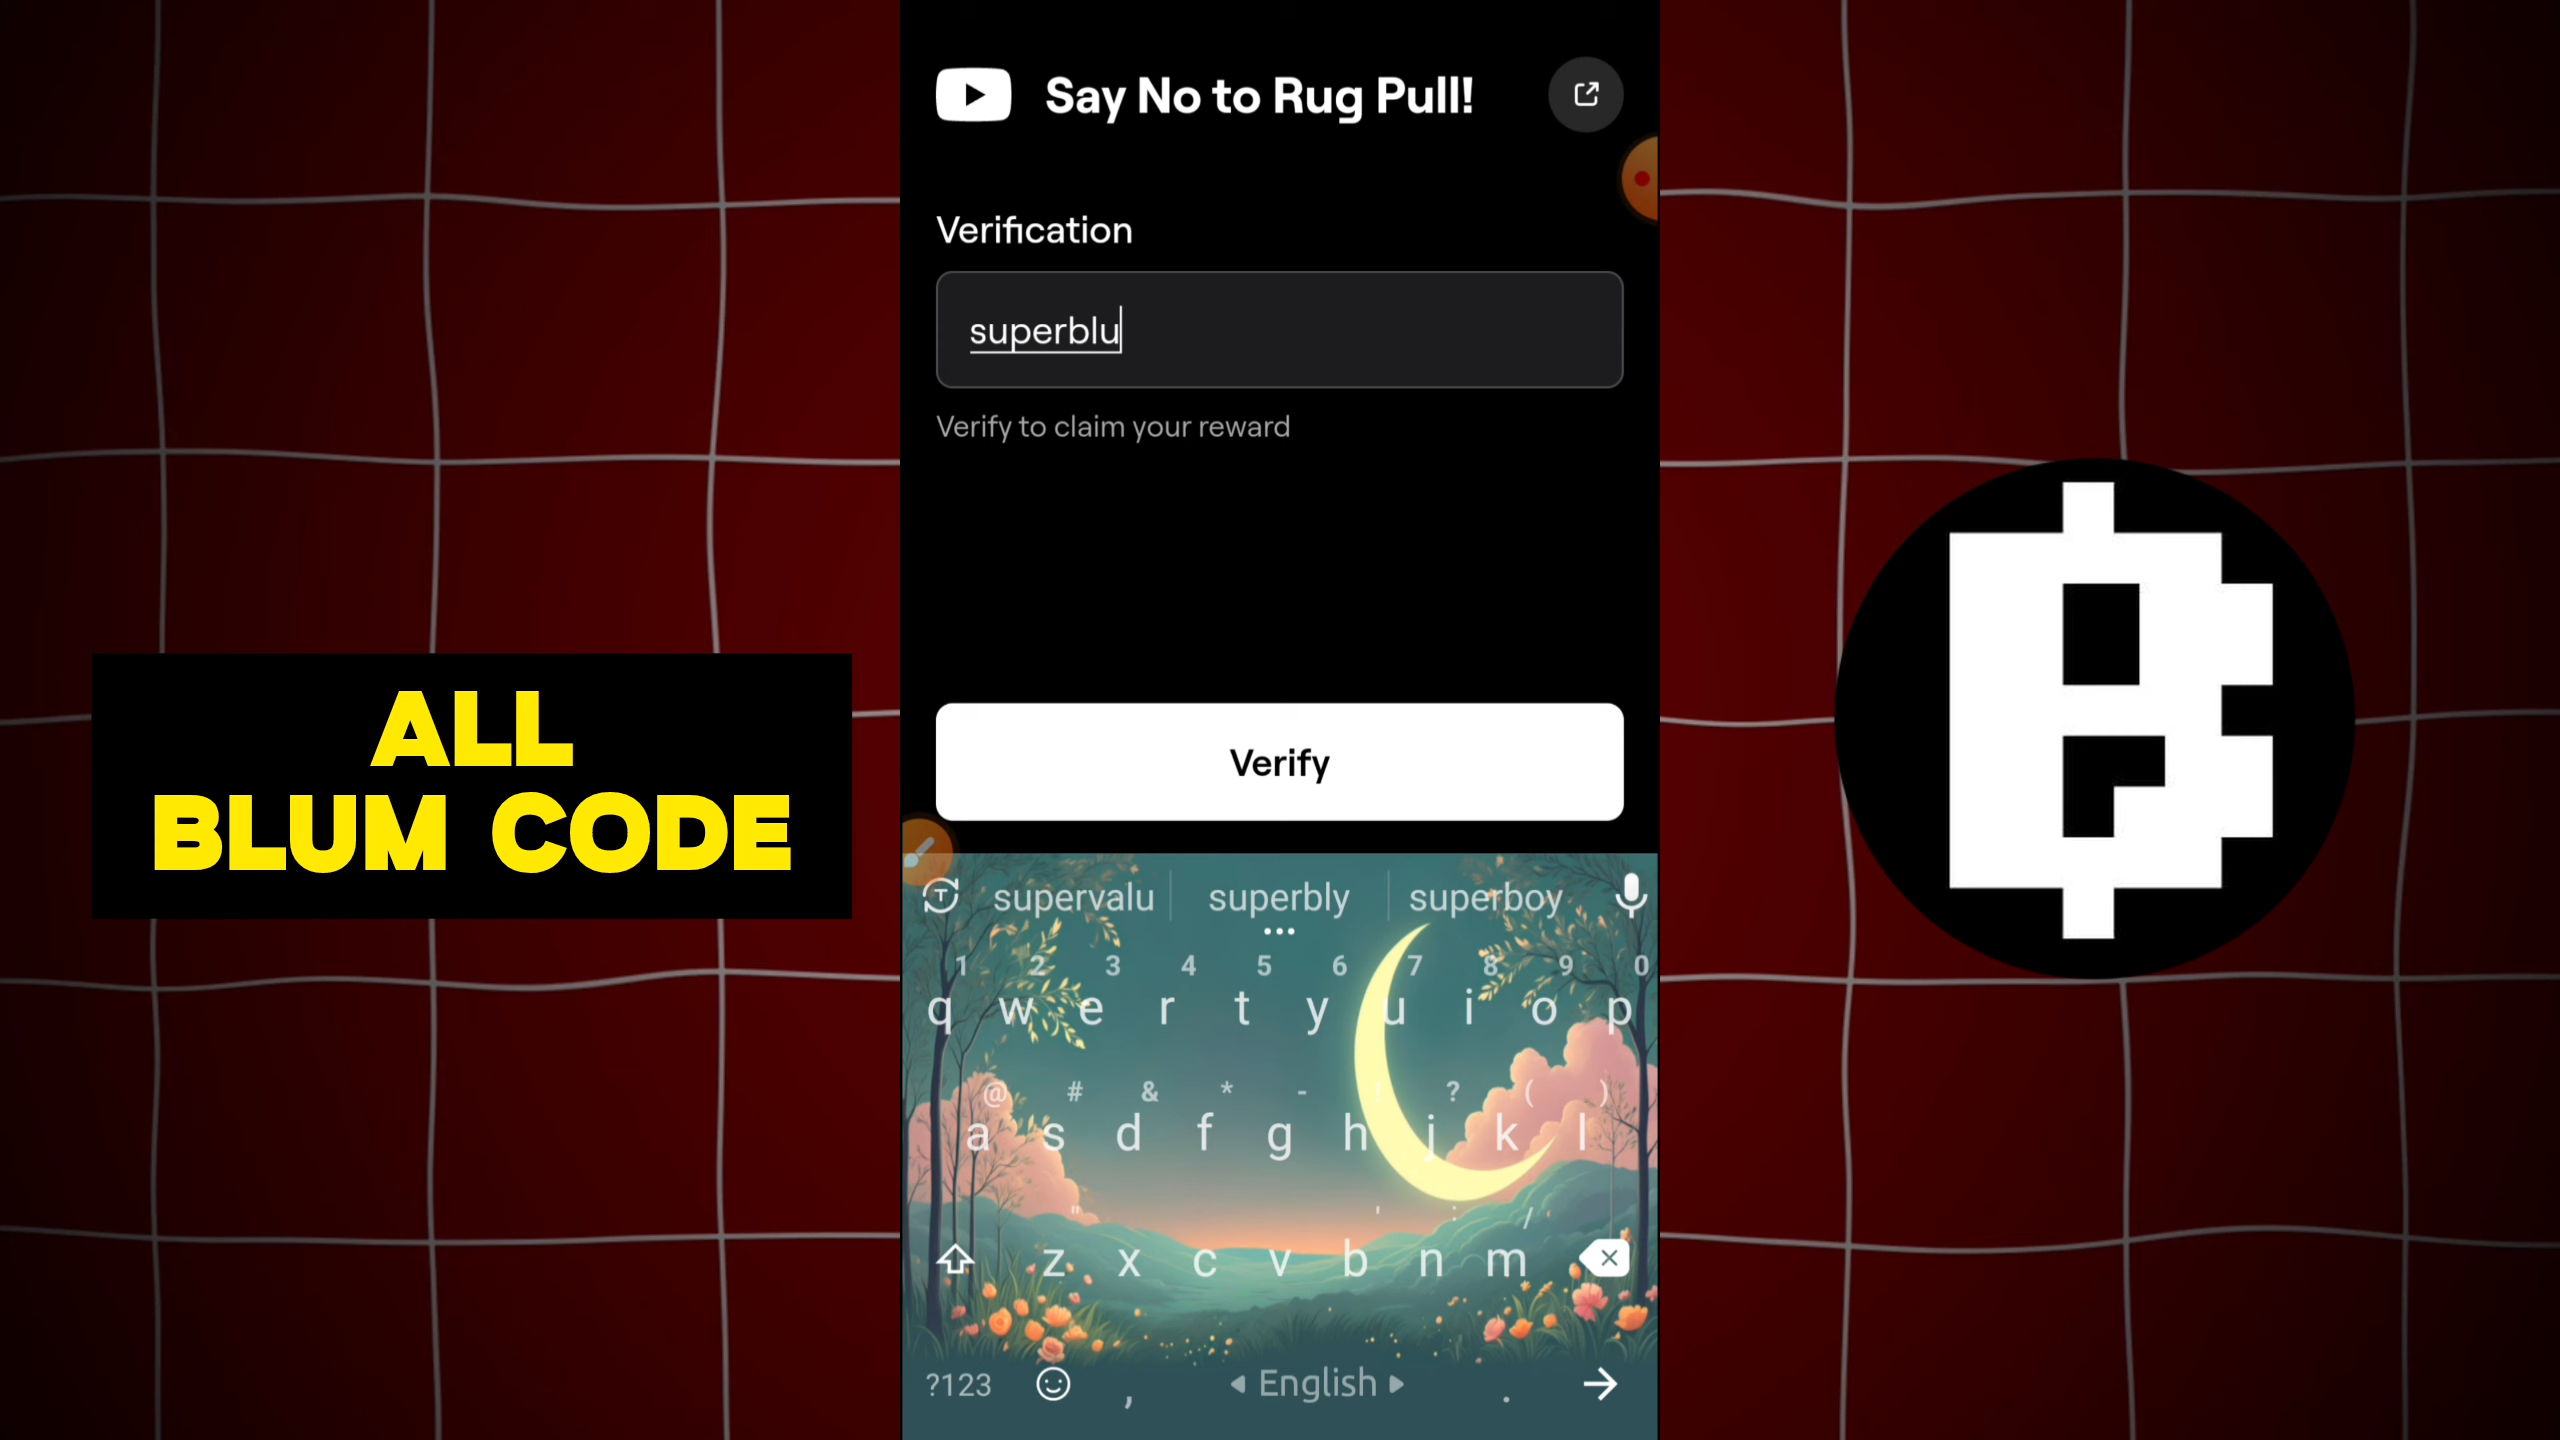 Say No to Rug Pull!
Verification
superblu
Verify to claim your reward
ALL
BLUM CODE
Verify
supervalu superbly superboy
1 2 3 4 5 6 7 8 9 0
q w e r t y u i o p
@ # & * - ! ? ( )
a s d f g h j k l
" ' : /
z x c v b n m
?123 , English .